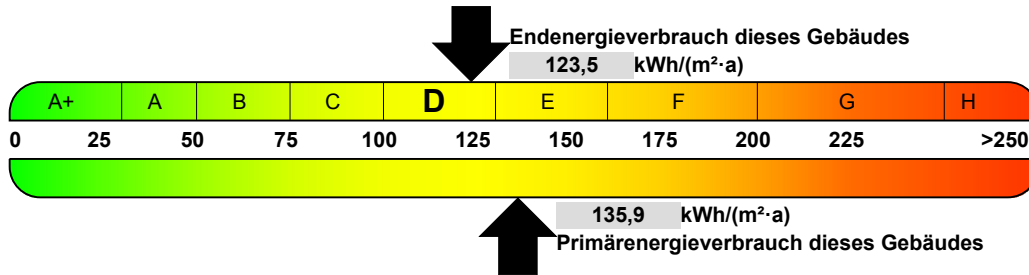 Endenergieverbrauch dieses Gebäudes
123,5 kWh/(m²·a)
A+ A B C D E F G H
0 25 50 75 100 125 150 175 200 225 >250
135,9 kWh/(m²·a)
Primärenergieverbrauch dieses Gebäudes